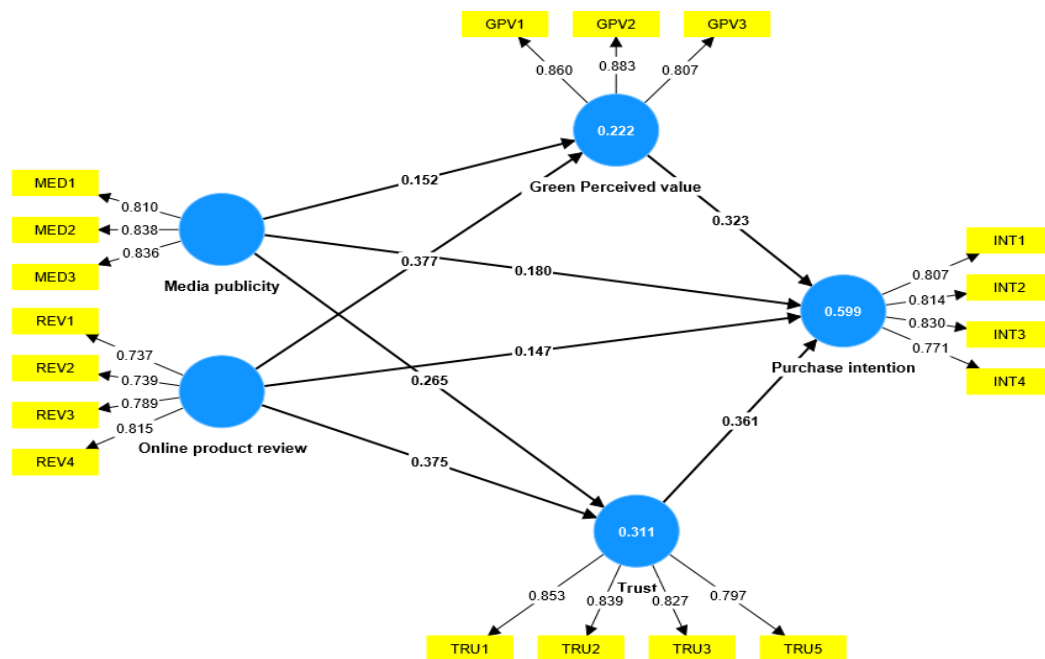 GPV1 GPV2 GPV3
0.860 0.883 0.807
0.222
Green Perceived value
MED1
MED2
MED3
0.810
0.838
0.836
Media publicity
0.152
0.377
0.180
0.323
REV1
REV2
REV3
REV4
0.737
0.739
0.789
0.815
Online product review
0.147
0.265
0.375
0.599
Purchase intention
0.807
0.814
0.830
0.771
INT1
INT2
INT3
INT4
0.361
0.311
Trust
0.853 0.839 0.827 0.797
TRU1 TRU2 TRU3 TRU5